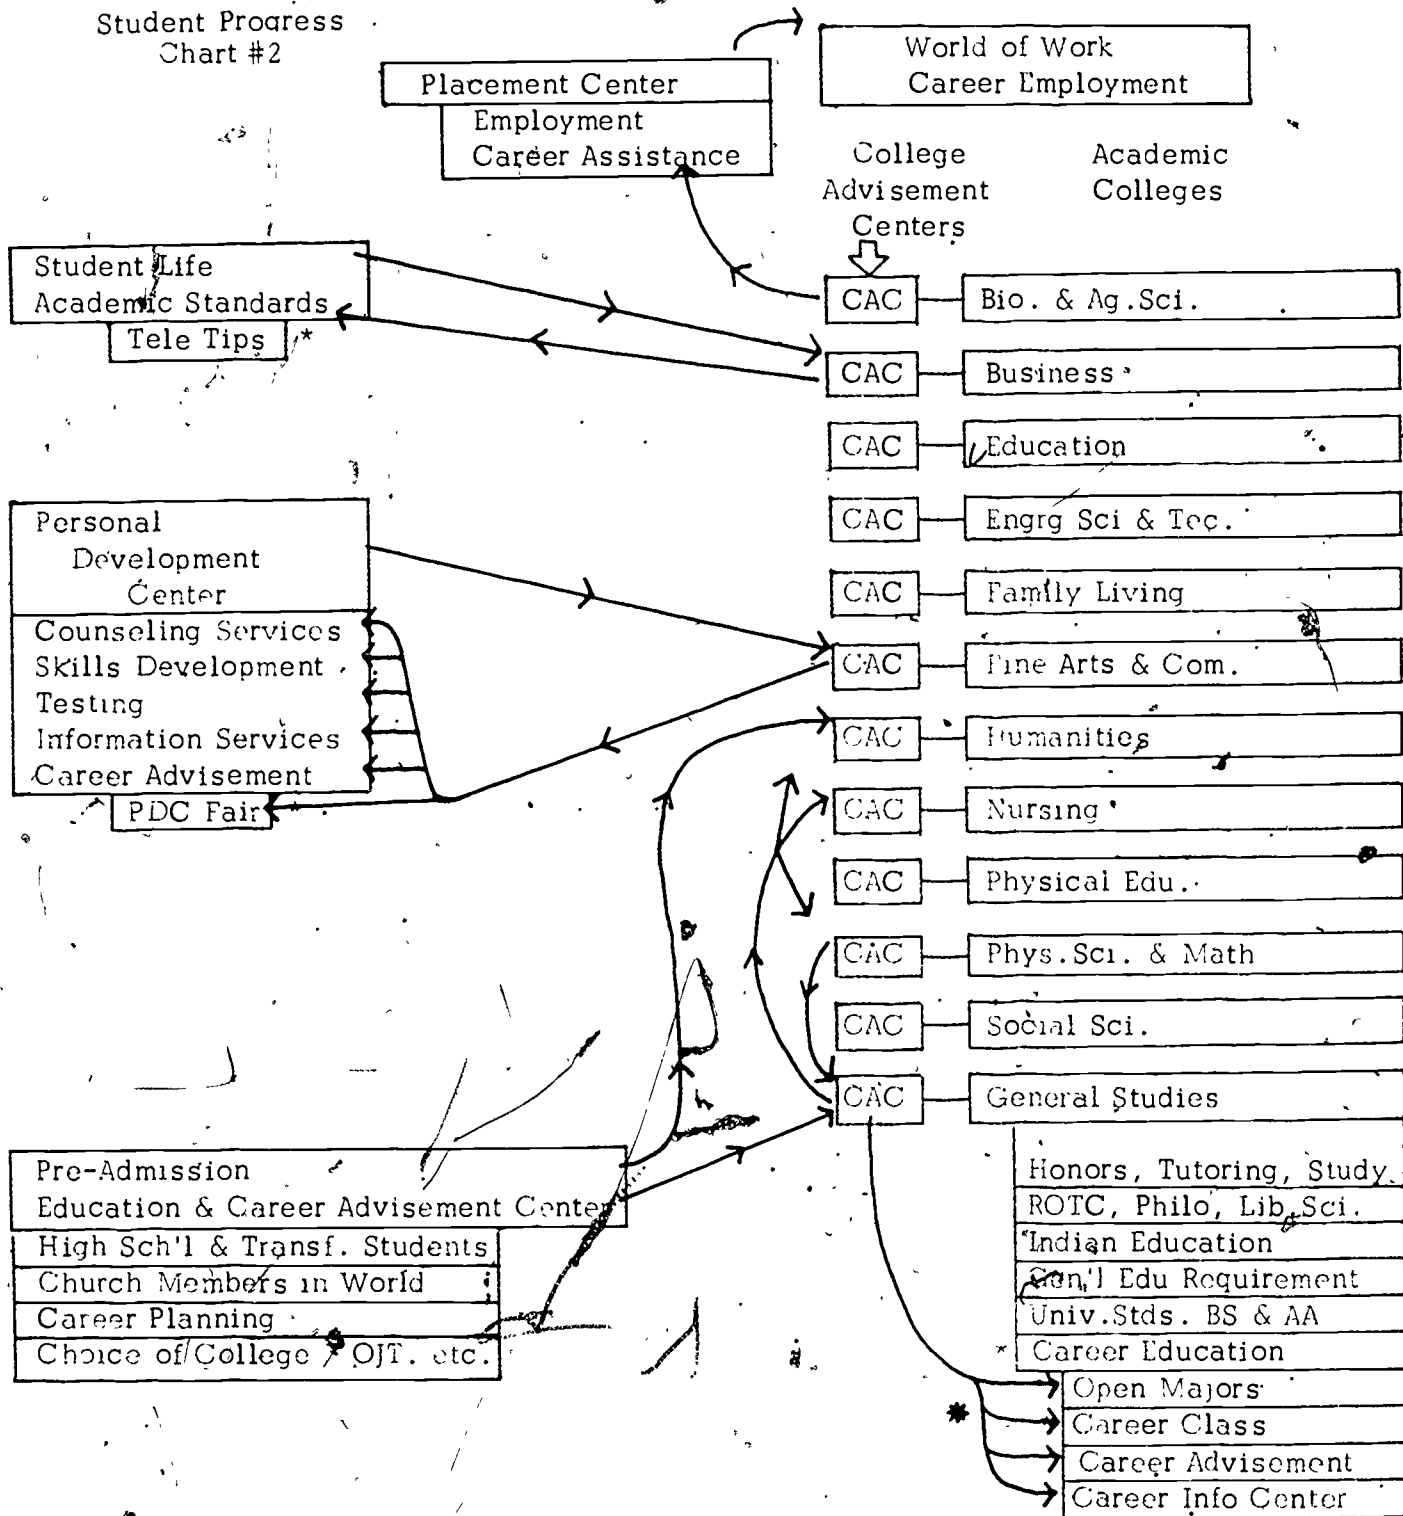 Student Progress
Chart #2
World of Work
Career Employment
Placement Center
Employment
Career Assistance
College
Advisement
Centers
Academic
Colleges
Student Life
Academic Standards
Tele Tips *
CAC Bio. & Ag.Sci.
CAC Business
CAC Education
CAC Engrg Sci & Tec.
CAC Family Living
CAC Fine Arts & Com.
CAC Humanities
CAC Nursing
CAC Physical Edu.
CAC Phys.Sci. & Math
CAC Social Sci.
CAC General Studies
Personal
Development
Center
Counseling Services
Skills Development
Testing
Information Services
Career Advisement
PDC Fair *
Pre-Admission
Education & Career Advisement Center
High Sch'l & Transf. Students
Church Members in World
Career Planning
Choice of College, OJT. etc.
Honors, Tutoring, Study
ROTC, Philo, Lib. Sci.
Indian Education
Gen'l Edu Requirement
Univ.Stds. BS & AA
* Career Education
Open Majors
* Career Class
Career Advisement
Career Info Center